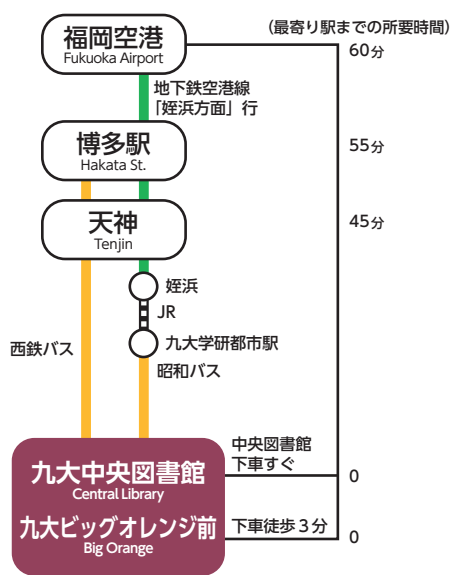 (最寄り駅までの所要時間)
福岡空港
Fukuoka Airport
60分
地下鉄空港線
「姪浜方面」行
博多駅
Hakata St.
55分
天神
Tenjin
45分
姪浜
JR
九大学研都市駅
西鉄バス
昭和バス
九大中央図書館
Central Library
中央図書館
下車すぐ
0
九大ビッグオレンジ前
Big Orange
下車徒歩3分
0